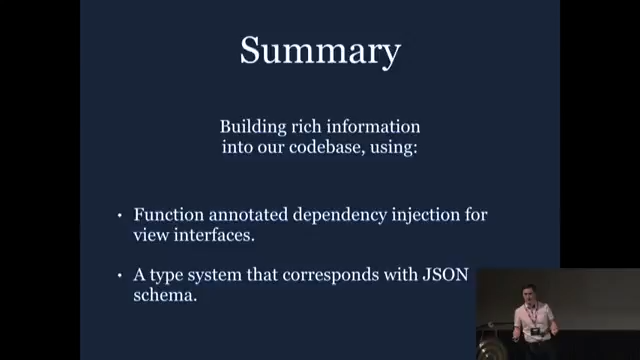 Summary
Building rich information
into our codebase, using:
• Function annotated dependency injection for
view interfaces.
• A type system that corresponds with JSON
schema.